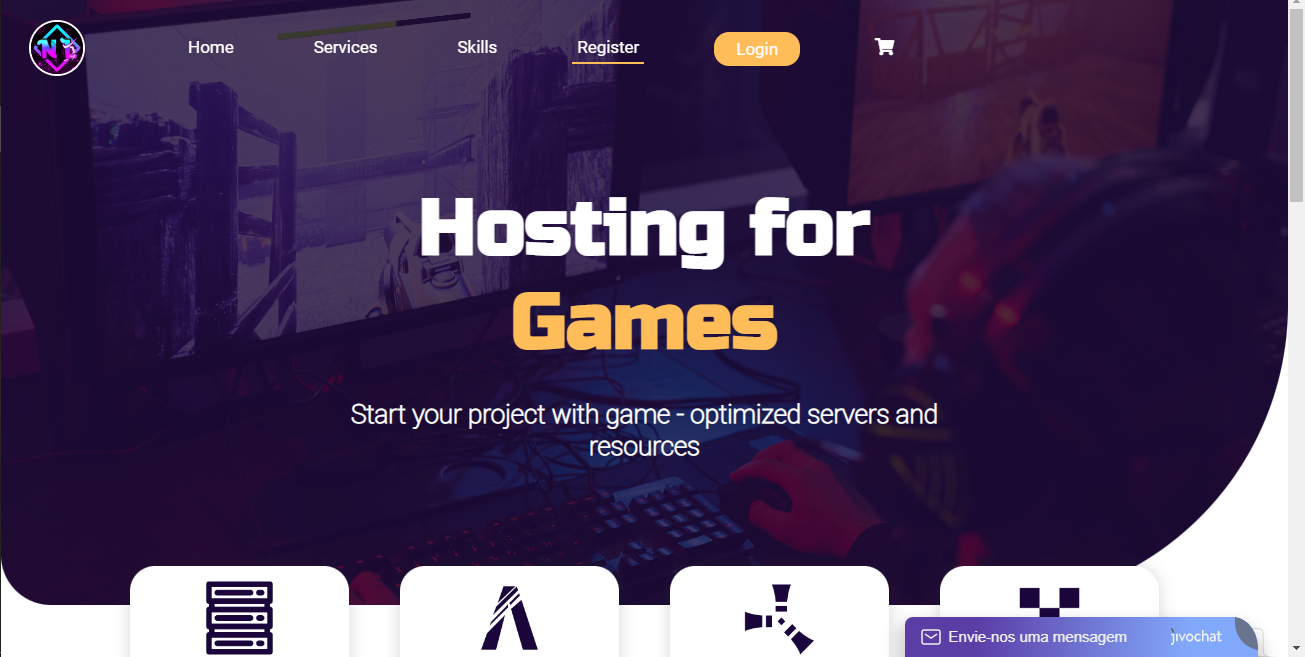 Home Services Skills Register Login
Hosting for
Games
Start your project with game - optimized servers and
resources
Envie-nos uma mensagem jivochat